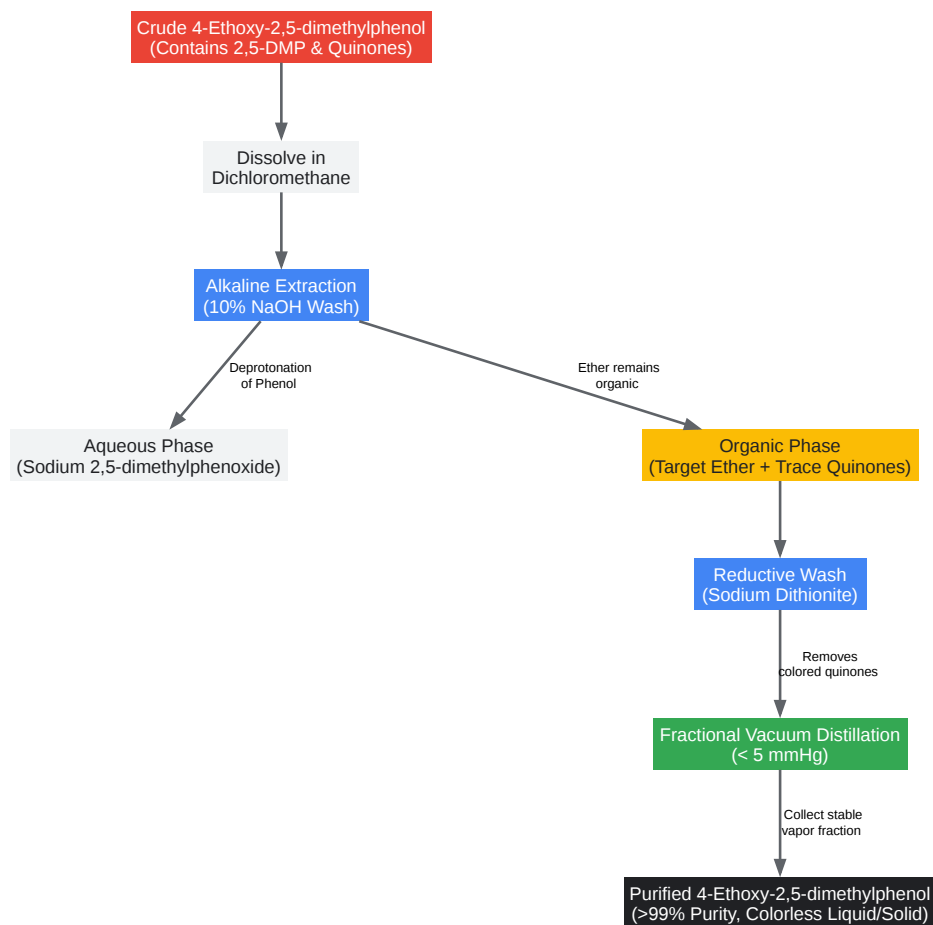 Crude 4-Ethoxy-2,5-dimethylphenol
(Contains 2,5-DMP & Quinones)
Dissolve in
Dichloromethane
Alkaline Extraction
(10% NaOH Wash)
Deprotonation
of Phenol
Ether remains
organic
Aqueous Phase
(Sodium 2,5-dimethylphenoxide)
Organic Phase
(Target Ether + Trace Quinones)
Reductive Wash
(Sodium Dithionite)
Removes
colored quinones
Fractional Vacuum Distillation
(< 5 mmHg)
Collect stable
vapor fraction
Purified 4-Ethoxy-2,5-dimethylphenol
(>99% Purity, Colorless Liquid/Solid)